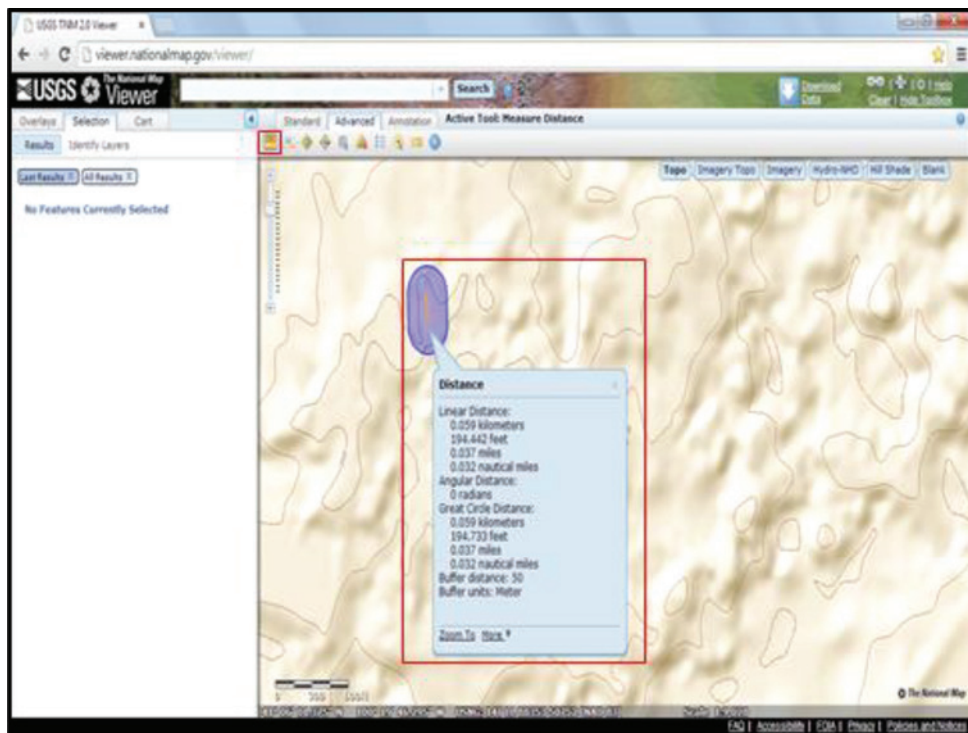 USGS TNM 2.0 Viewer
viewer.nationalmap.gov/viewer/
USGS The National Map Viewer
Search
Download Data
Help
Clear | Hide Toolbox
Overlays Selection Cart
Standard Advanced Annotation Active Tool: Measure Distance
Results Identify Layers
Last Results All Results
Topo Imagery Topo Imagery Hydro-NHD Hill Shade Blank
No Features Currently Selected
Distance
Linear Distance:
0.059 kilometers
194.442 feet
0.037 miles
0.032 nautical miles
Angular Distance:
0 radians
Great Circle Distance:
0.059 kilometers
194.733 feet
0.037 miles
0.032 nautical miles
Buffer distance: 50
Buffer units: Meter
Zoom To More
The National Map
FAQ | Accessibility | FOIA | Privacy | Policies and Notices